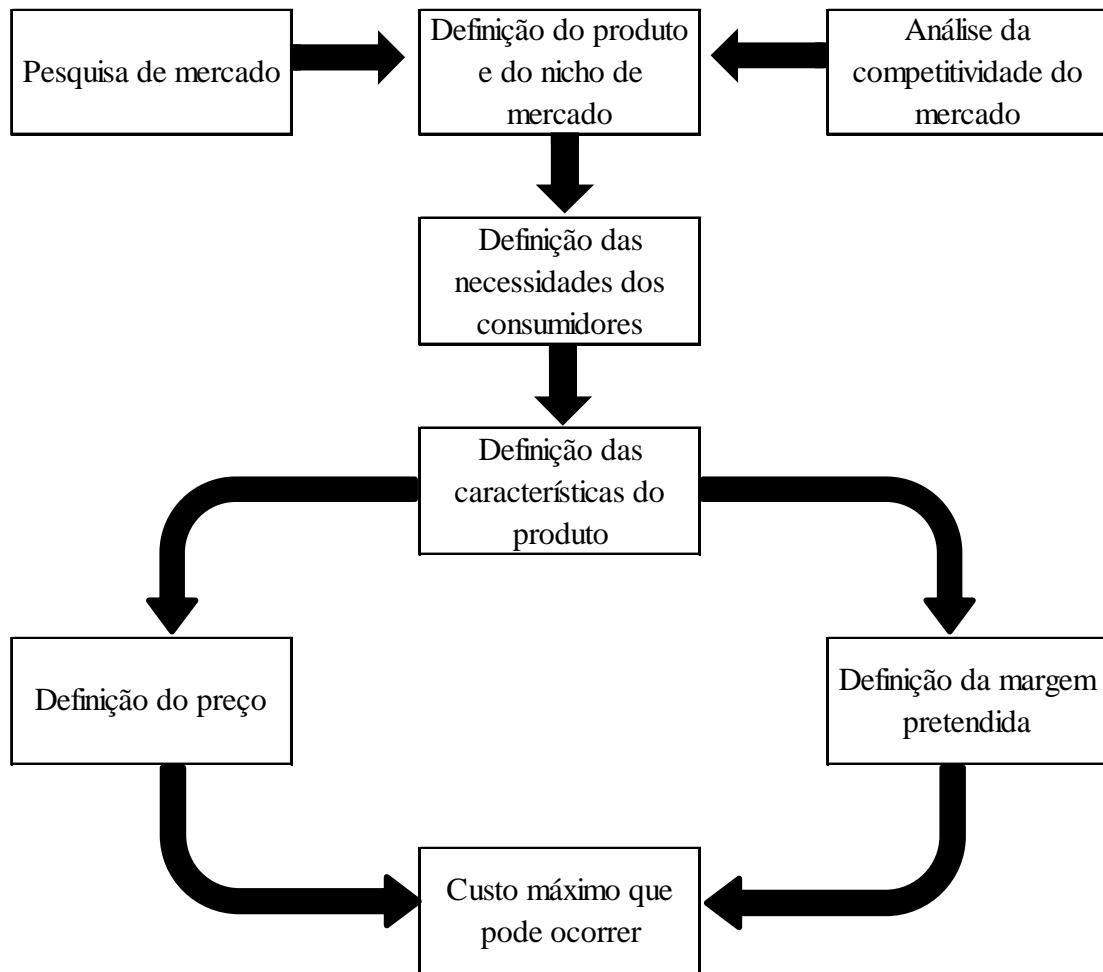 Pesquisa de mercado
Definição do produto
e do nicho de
mercado
Análise da
competitividade do
mercado
Definição das
necessidades dos
consumidores
Definição das
características do
produto
Definição do preço
Definição da margem
pretendida
Custo máximo que
pode ocorrer